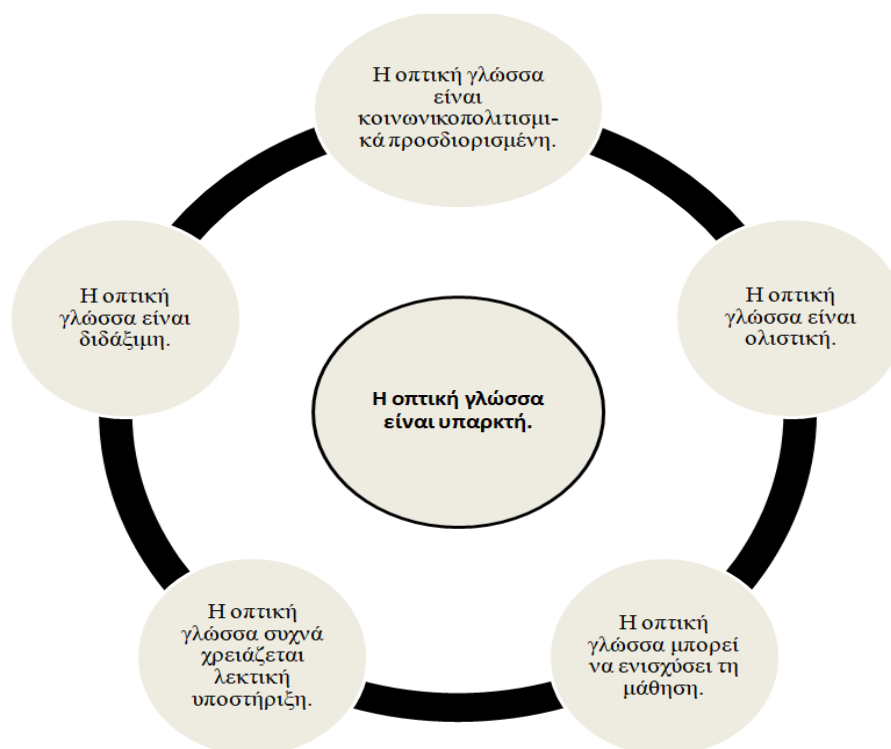 Η οπτική γλώσσα
είναι
κοινωνικοπολιτισμι-
κά προσδιορισμένη.
Η οπτική
γλώσσα είναι
διδάξιμη.
Η οπτική
γλώσσα είναι
ολιστική.
Η οπτική γλώσσα
είναι υπαρκτή.
Η οπτική
γλώσσα συχνά
χρειάζεται
λεκτική
υποστήριξη.
Η οπτική
γλώσσα μπορεί
να ενισχύσει τη
μάθηση.